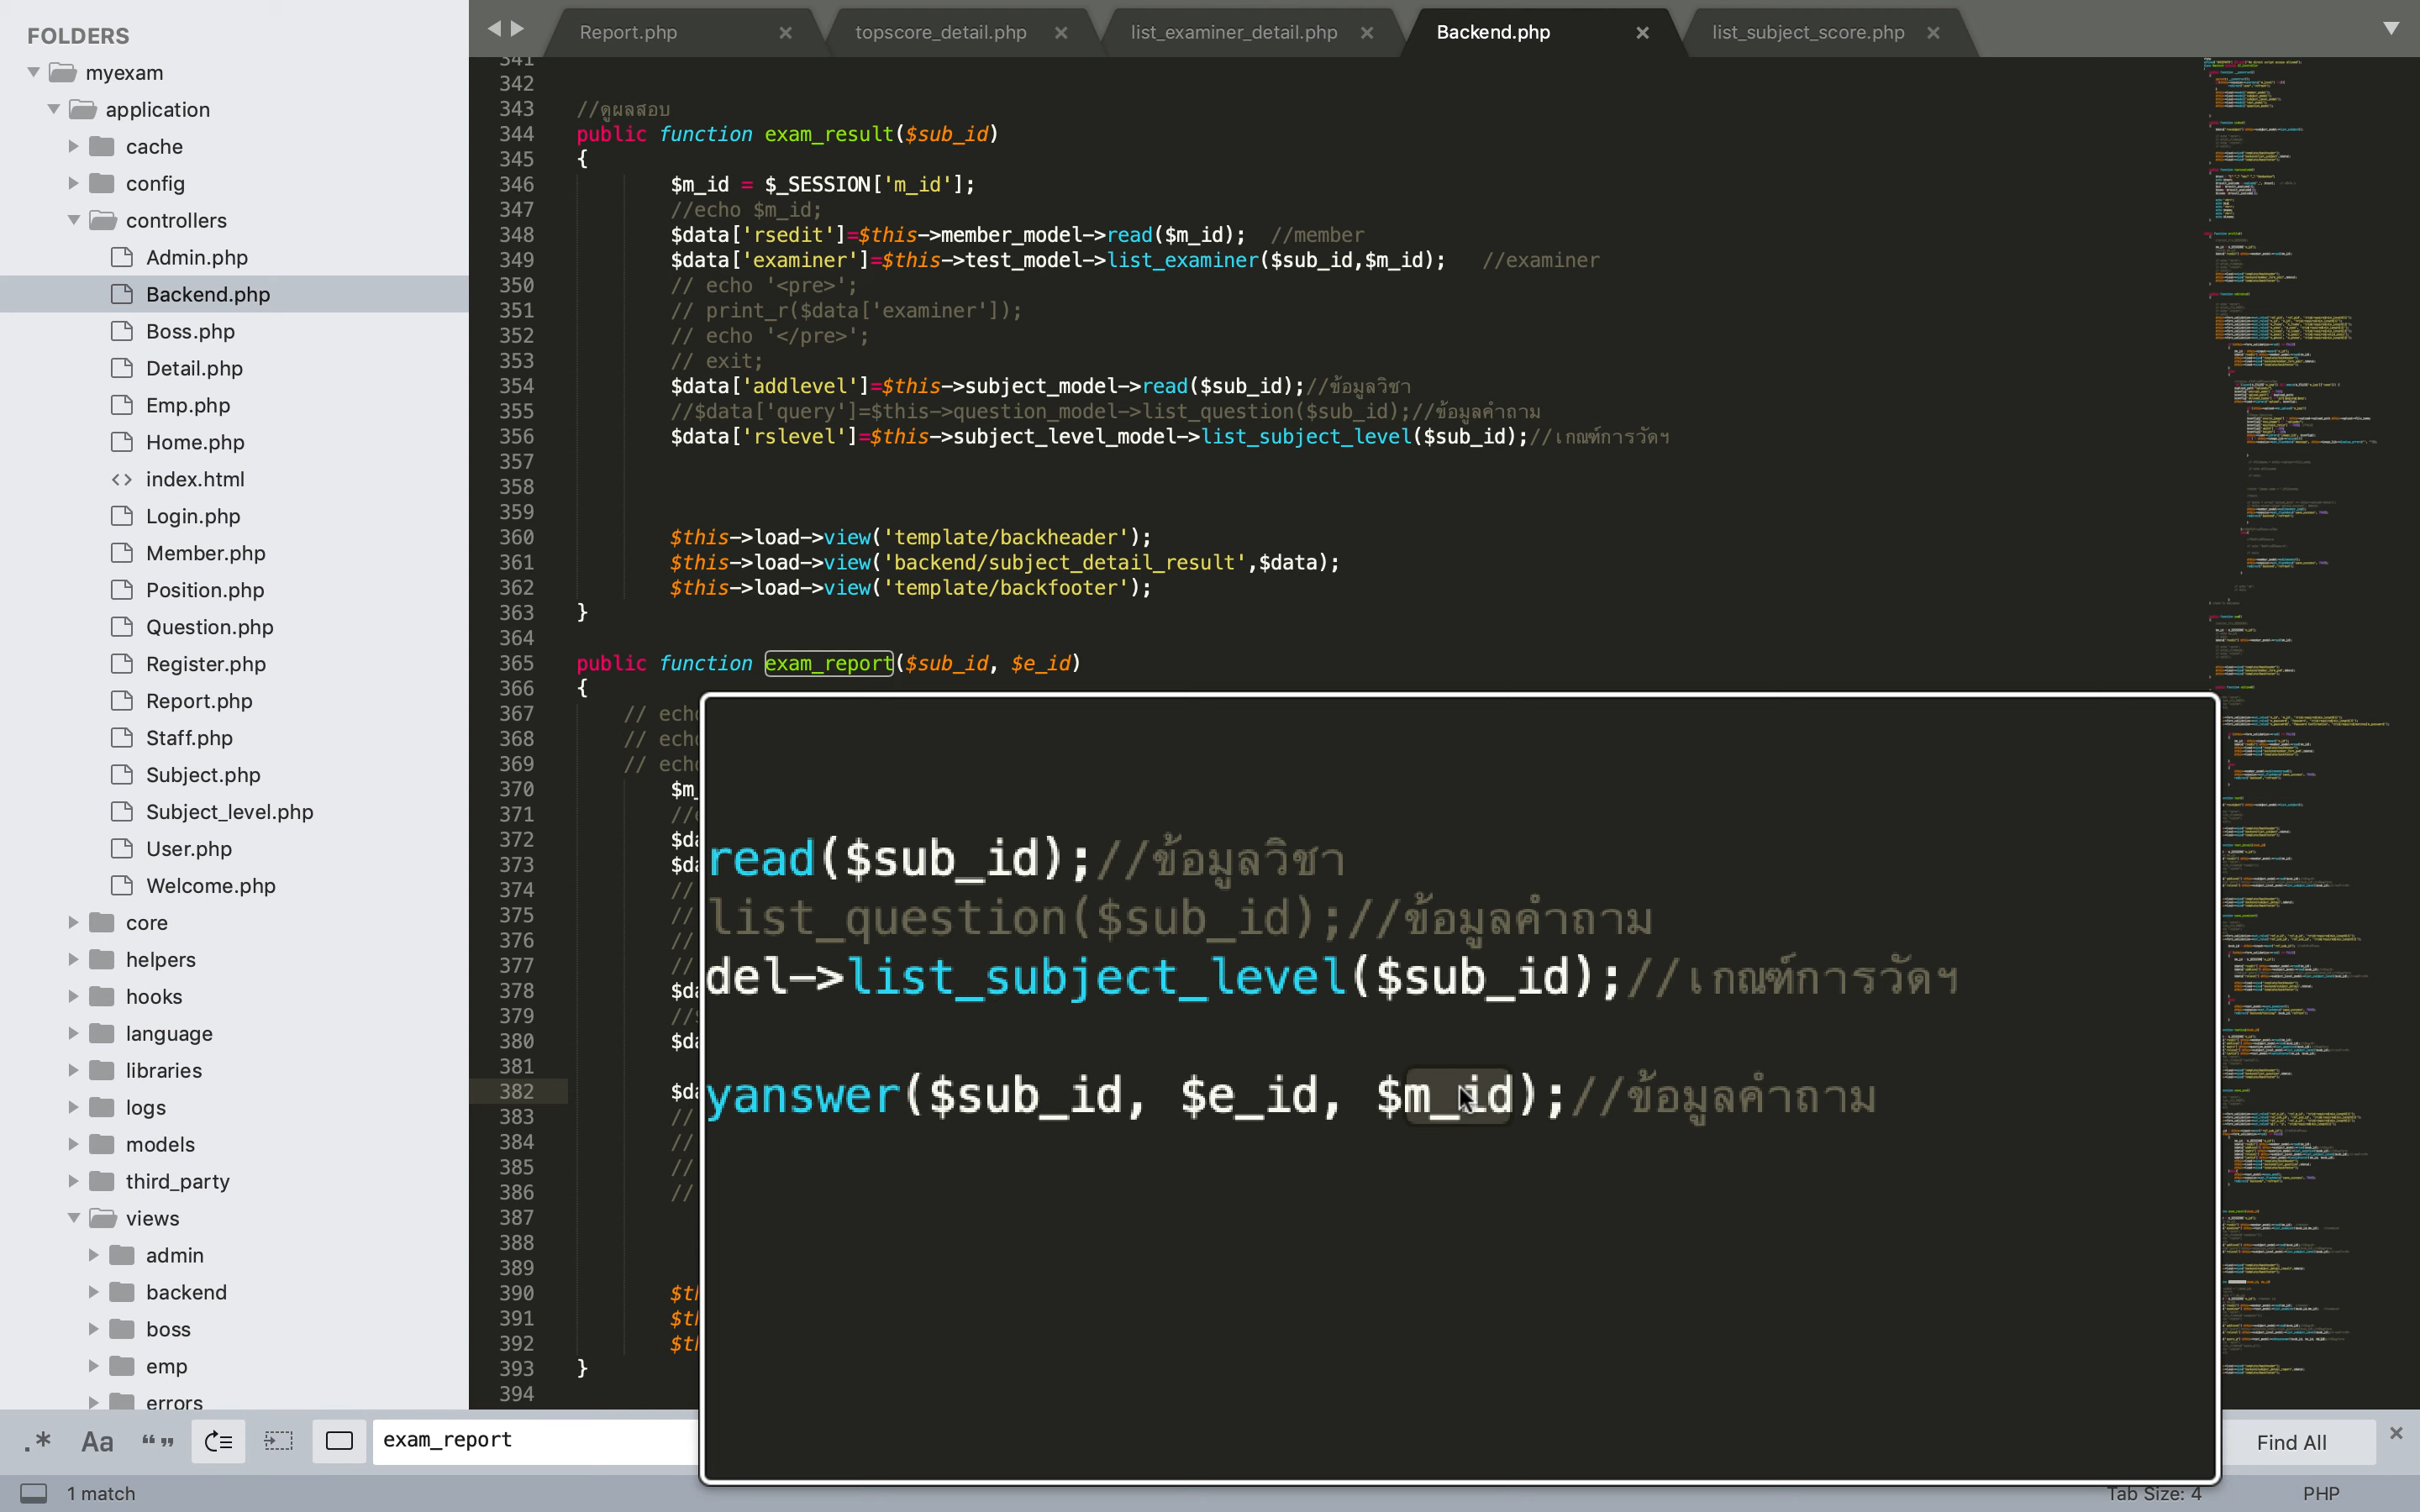 FOLDERS
myexam
application
cache
config
controllers
Admin.php
Backend.php
Boss.php
Detail.php
Emp.php
Home.php
index.html
Login.php
Member.php
Position.php
Question.php
Register.php
Report.php
Staff.php
Subject.php
Subject_level.php
User.php
Welcome.php
core
helpers
hooks
language
libraries
logs
models
third_party
views
admin
backend
boss
emp
errors
Report.php
topscore_detail.php
list_examiner_detail.php
Backend.php
list_subject_score.php
341
342
343 //ดูผลสอบ
344 public function exam_result($sub_id)
345 {
346 $m_id = $_SESSION['m_id'];
347 //echo $m_id;
348 $data['rsedit']=$this->member_model->read($m_id); //member
349 $data['examiner']=$this->test_model->list_examiner($sub_id,$m_id); //examiner
350 // echo '<pre>';
351 // print_r($data['examiner']);
352 // echo '</pre>';
353 // exit;
354 $data['addlevel']=$this->subject_model->read($sub_id);//ข้อมูลวิชา
355 //$data['query']=$this->question_model->list_question($sub_id);//ข้อมูลคำถาม
356 $data['rslevel']=$this->subject_level_model->list_subject_level($sub_id);//เกณฑ์การวัดฯ
357
358
359
360 $this->load->view('template/backheader');
361 $this->load->view('backend/subject_detail_result',$data);
362 $this->load->view('template/backfooter');
363 }
364
365 public function exam_report($sub_id, $e_id)
366 {
367 // echo
368 // echo
369 // echo
370 $m_
371 //
372 $da
373 $da
374 //
375 //
376 //
377 //
378 $da
379 //
380 $da
381
382 $da
383 //
384 //
385 //
386 //
387
388
389
390 $th
391 $th
392 $th
393 }
394
read($sub_id);//ข้อมูลวิชา
list_question($sub_id);//ข้อมูลคำถาม
del->list_subject_level($sub_id);//เกณฑ์การวัดฯ
yanswer($sub_id, $e_id, $m_id);//ข้อมูลคำถาม
.* Aa “” exam_report Find All
1 match Tab Size: 4 PHP